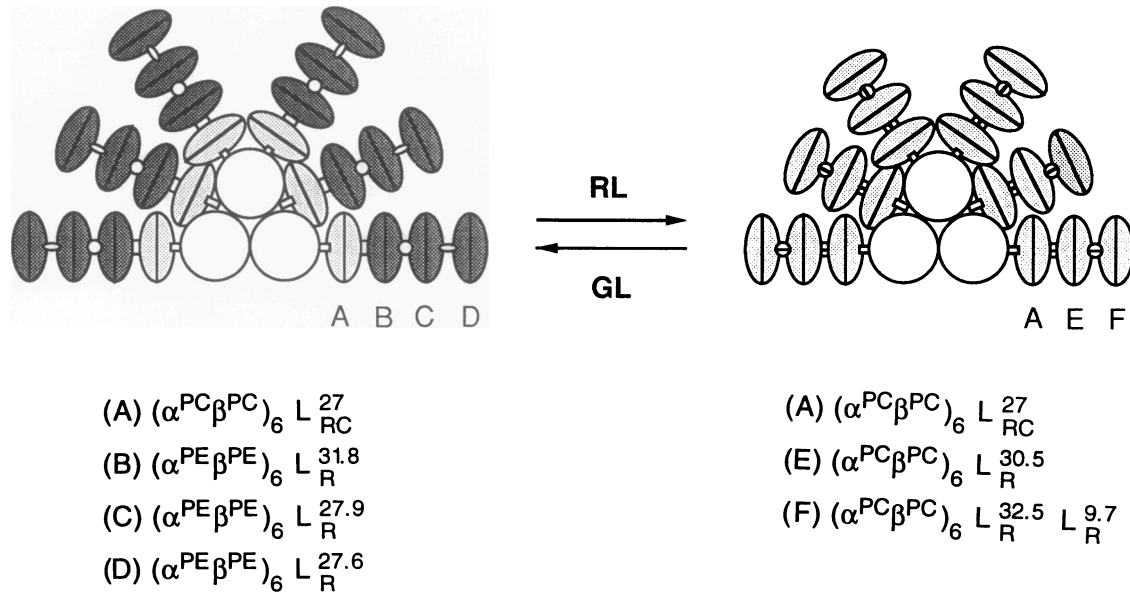 RL
GL
A B C D
A E F
(A) (α^PC β^PC)_6 L^27_RC
(B) (α^PE β^PE)_6 L^31.8_R
(C) (α^PE β^PE)_6 L^27.9_R
(D) (α^PE β^PE)_6 L^27.6_R
(A) (α^PC β^PC)_6 L^27_RC
(E) (α^PC β^PC)_6 L^30.5_R
(F) (α^PC β^PC)_6 L^32.5_R L^9.7_R